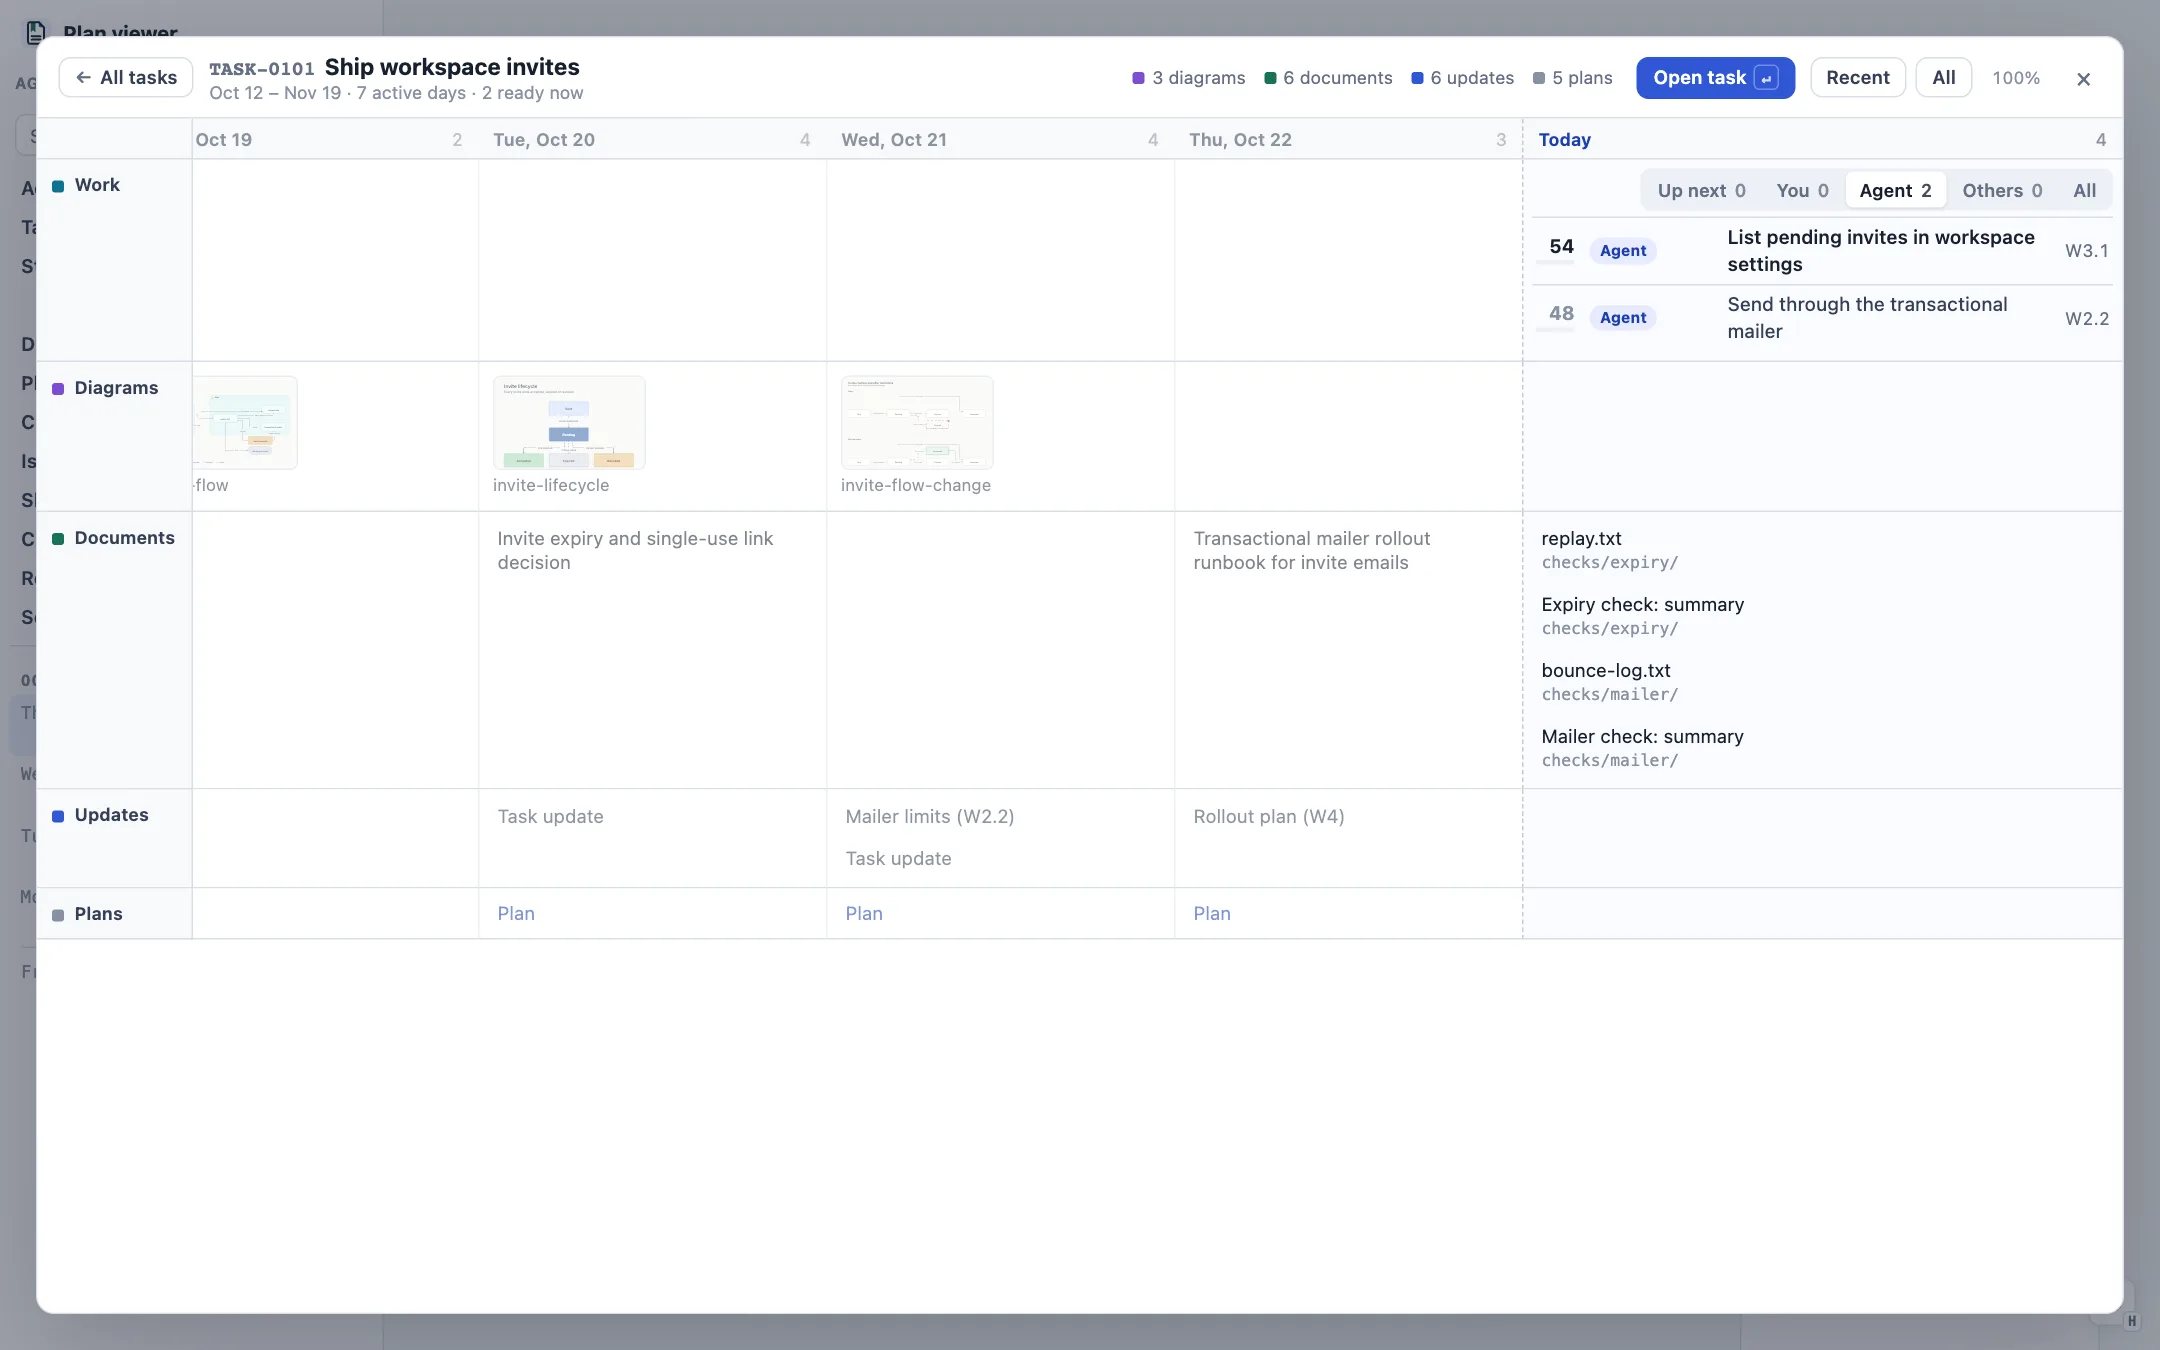 Plan viewer
← All tasks
TASK-0101 Ship workspace invites
Oct 12 – Nov 19 · 7 active days · 2 ready now
3 diagrams
6 documents
6 updates
5 plans
Open task ↵
Recent
All
100%
×
Oct 19 2
Tue, Oct 20 4
Wed, Oct 21 4
Thu, Oct 22 3
Today 4
Work
Up next 0
You 0
Agent 2
Others 0
All
54 Agent List pending invites in workspace
settings
W3.1
48 Agent Send through the transactional
mailer
W2.2
Diagrams
-flow
Invite lifecycle
invite-lifecycle
invite-flow-change
Documents
Invite expiry and single-use link
decision
Transactional mailer rollout
runbook for invite emails
replay.txt
checks/expiry/
Expiry check: summary
checks/expiry/
bounce-log.txt
checks/mailer/
Mailer check: summary
checks/mailer/
Updates
Task update
Mailer limits (W2.2)
Task update
Rollout plan (W4)
Plans
Plan
Plan
Plan
H